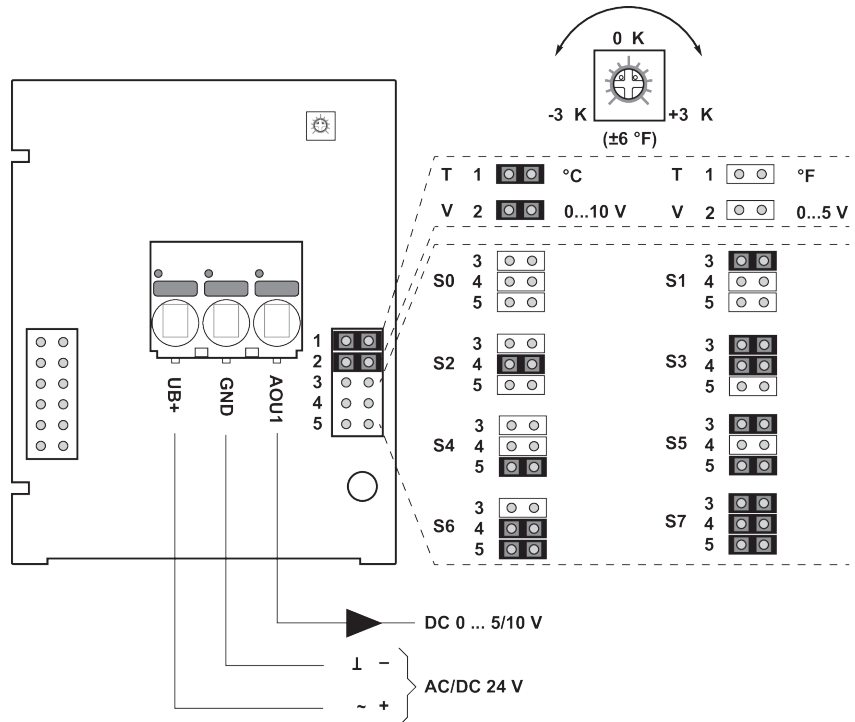 0 K
-3 K
+3 K
(±6 °F)
T 1 °C
T 1 °F
V 2 0...10 V
V 2 0...5 V
S0 3 4 5
S1 3 4 5
S2 3 4 5
S3 3 4 5
S4 3 4 5
S5 3 4 5
S6 3 4 5
S7 3 4 5
1
2
3
4
5
UB+
GND
AOU1
DC 0 ... 5/10 V
⊥ −
AC/DC 24 V
~ +